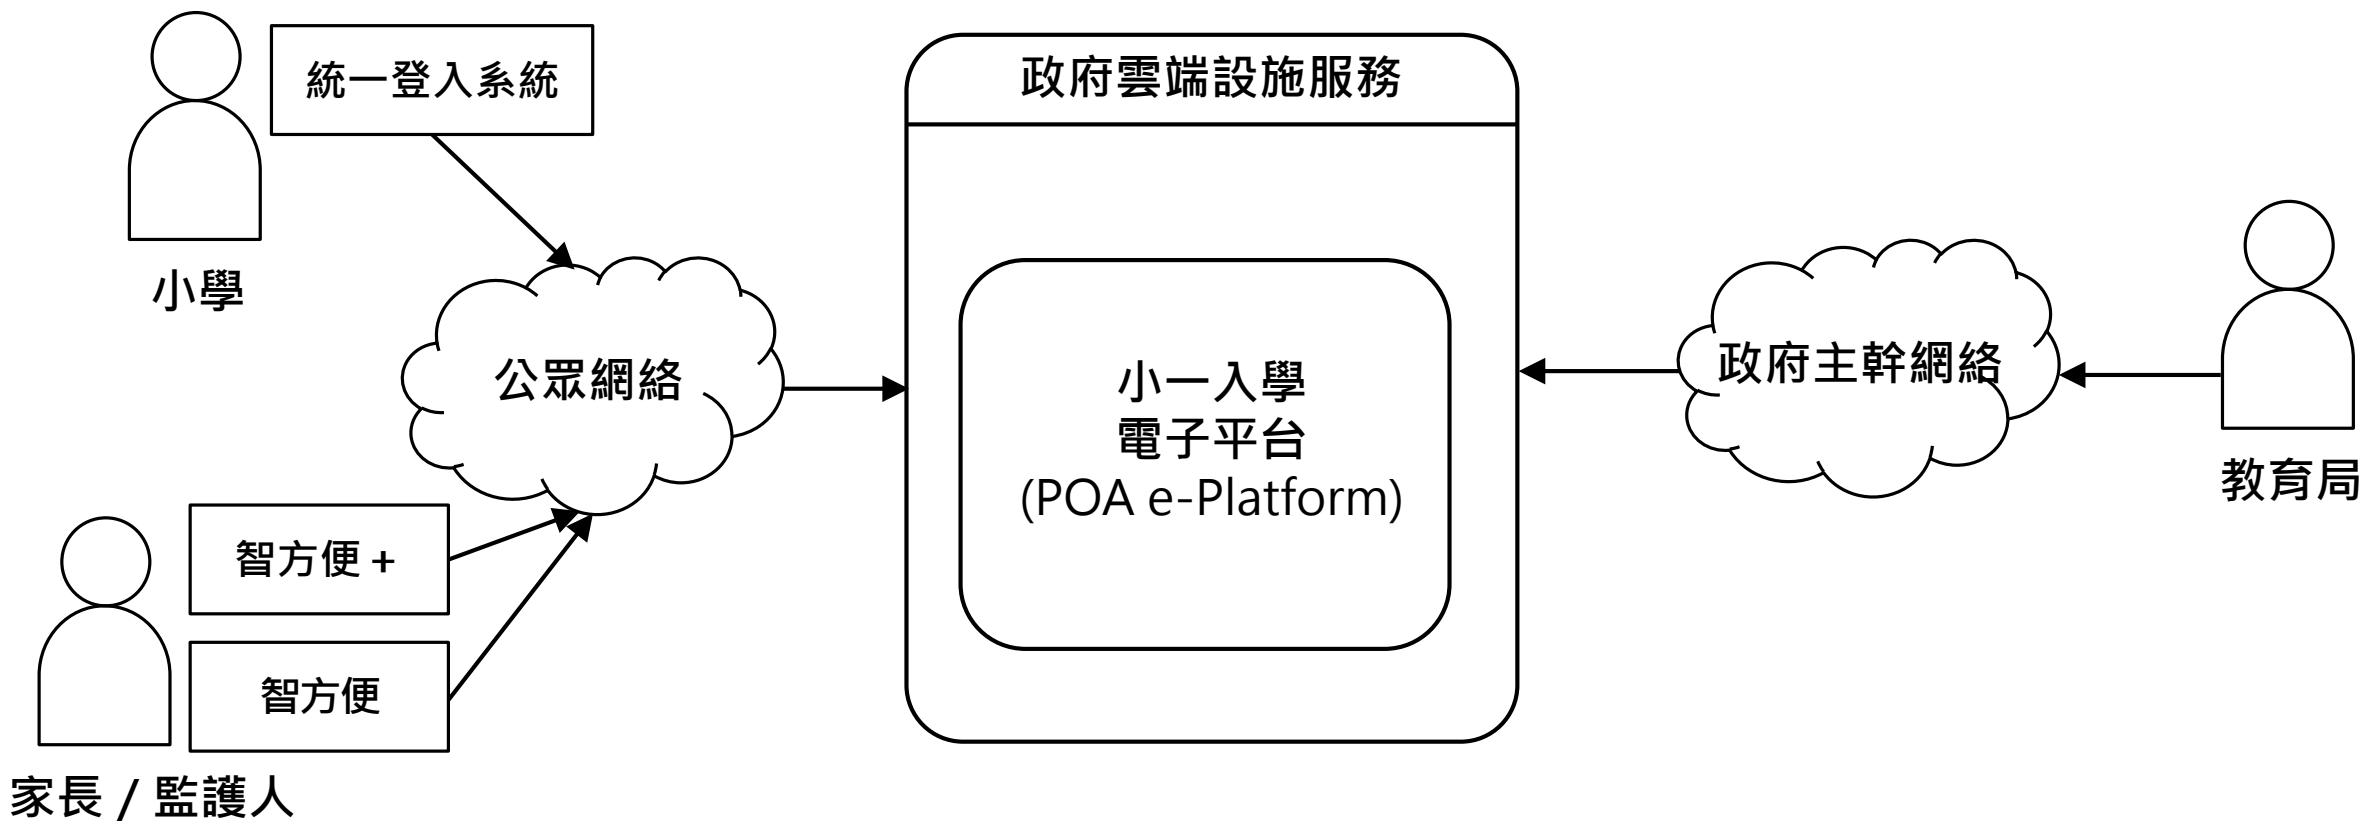 統一登入系統
小學
政府雲端設施服務
公眾網絡
小一入學
電子平台
(POA e-Platform)
政府主幹網絡
教育局
智方便 +
智方便
家長 / 監護人